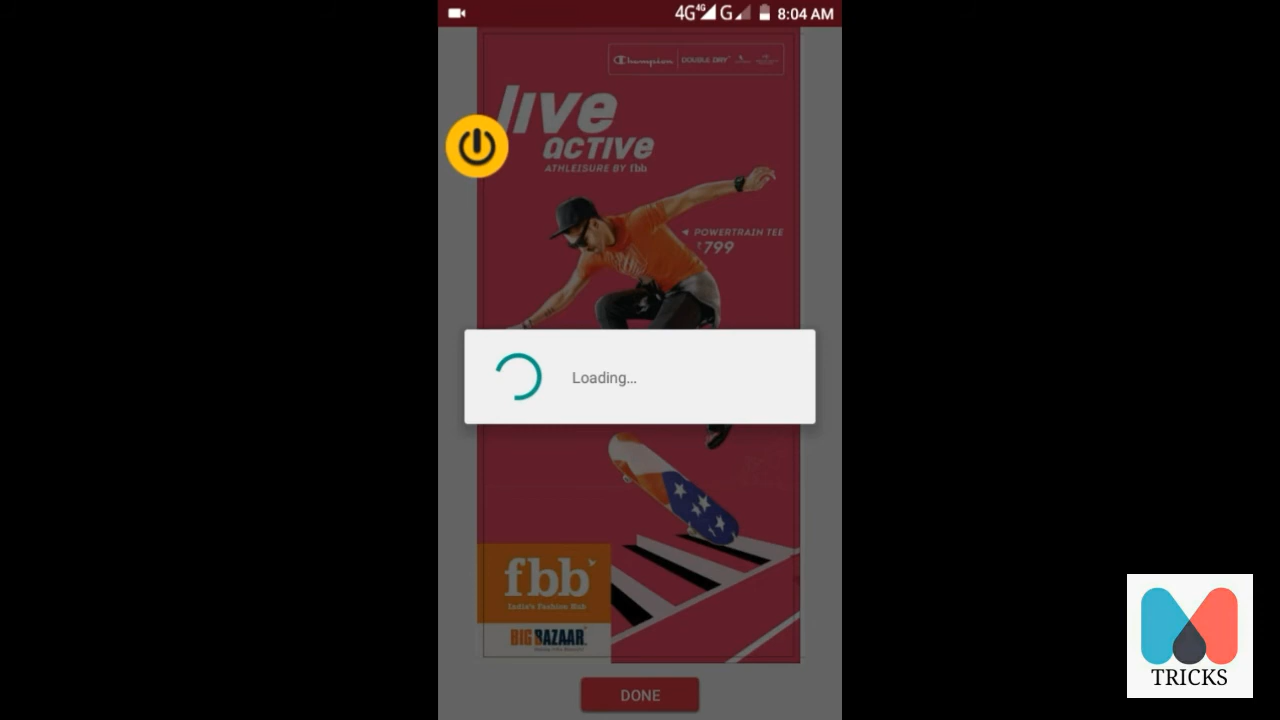 4G 4G G 8:04 AM
Champion DOUBLE DRY
live
active
ATHLEISURE BY fbb
POWERTRAIN TEE
₹799
Loading...
fbb
India's Fashion Hub
BIG BAZAAR
DONE
TRICKS